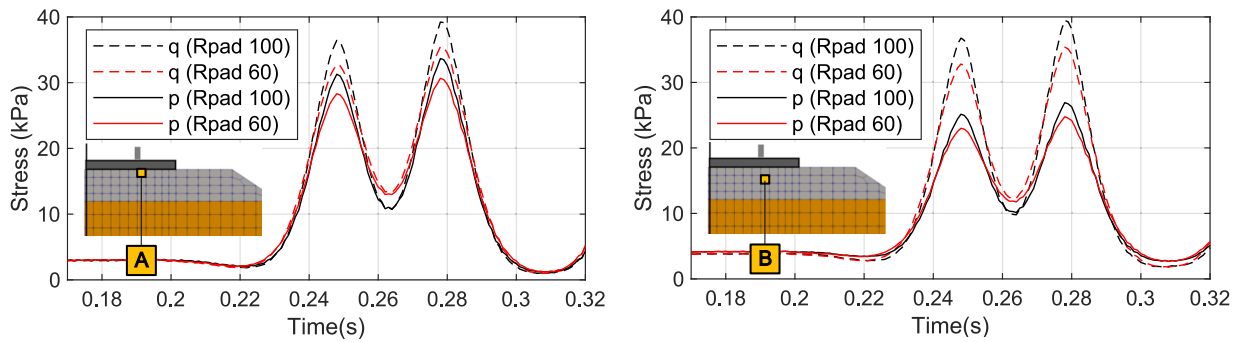 40
30
20
10
0
Stress (kPa)
q (Rpad 100)
q (Rpad 60)
p (Rpad 100)
p (Rpad 60)
A
0.18 0.2 0.22 0.24 0.26 0.28 0.3 0.32
Time(s)
40
30
20
10
0
Stress (kPa)
q (Rpad 100)
q (Rpad 60)
p (Rpad 100)
p (Rpad 60)
B
0.18 0.2 0.22 0.24 0.26 0.28 0.3 0.32
Time(s)